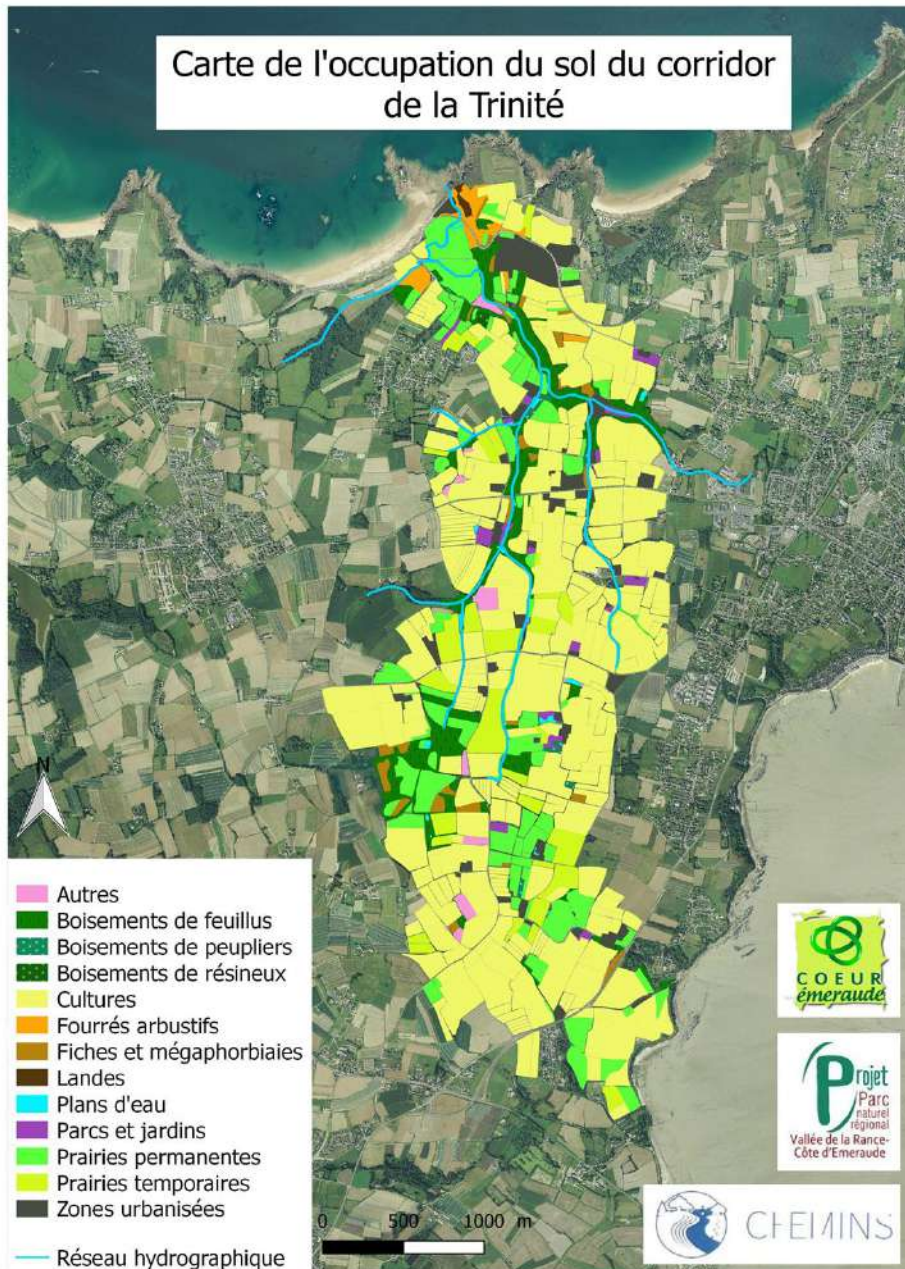 Carte de l'occupation du sol du corridor
de la Trinité
N
Autres
Boisements de feuillus
Boisements de peupliers
Boisements de résineux
Cultures
Fourrés arbustifs
Fiches et mégaphorbiaies
Landes
Plans d'eau
Parcs et jardins
Prairies permanentes
Prairies temporaires
Zones urbanisées
Réseau hydrographique
0 500 1000 m
COEUR
émeraude
Projet
Parc
naturel
régional
Vallée de la Rance-
Côte d'Emeraude
CHEMINS